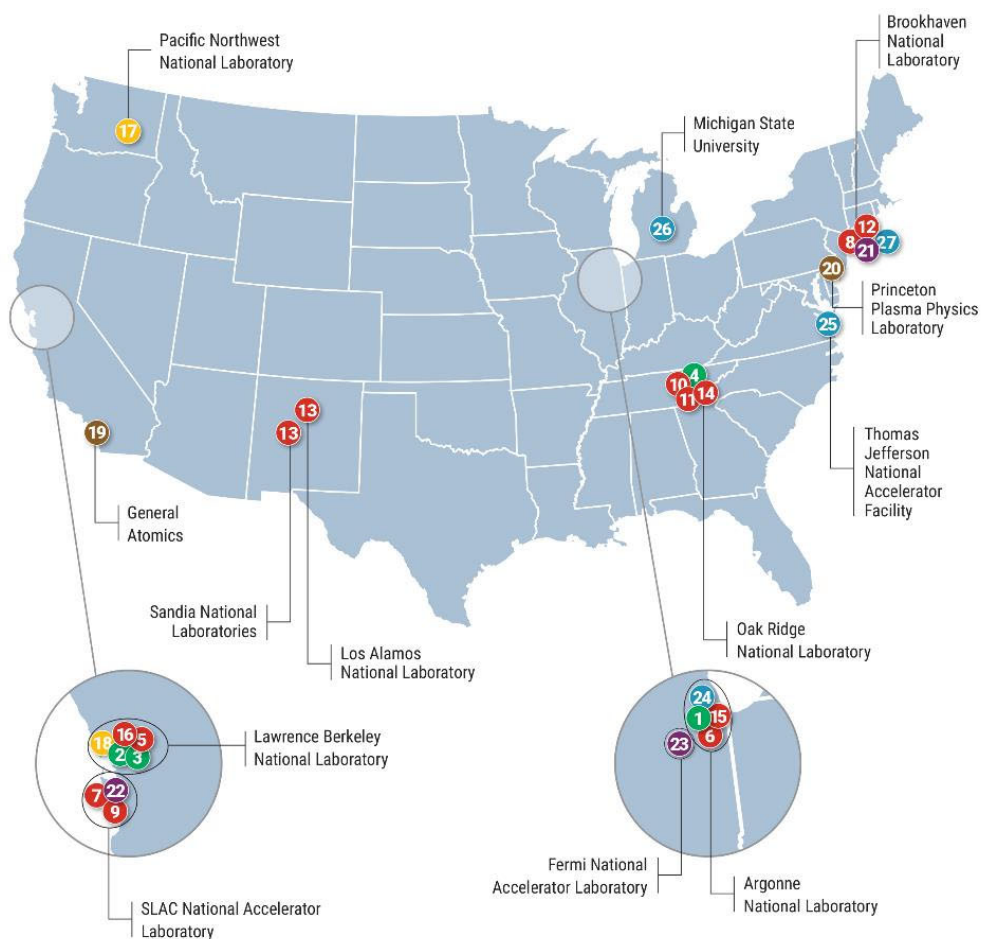 Pacific Northwest
National Laboratory
17
Brookhaven
National
Laboratory
Michigan State
University
26
12
8
27
21
20
Princeton
Plasma Physics
Laboratory
25
Thomas
Jefferson
National
Accelerator
Facility
4
10
14
11
Oak Ridge
National Laboratory
13
13
19
General
Atomics
Sandia National
Laboratories
Los Alamos
National Laboratory
16
5
18
2
3
Lawrence Berkeley
National Laboratory
22
7
9
SLAC National Accelerator
Laboratory
24
1
15
6
23
Fermi National
Accelerator Laboratory
Argonne
National Laboratory